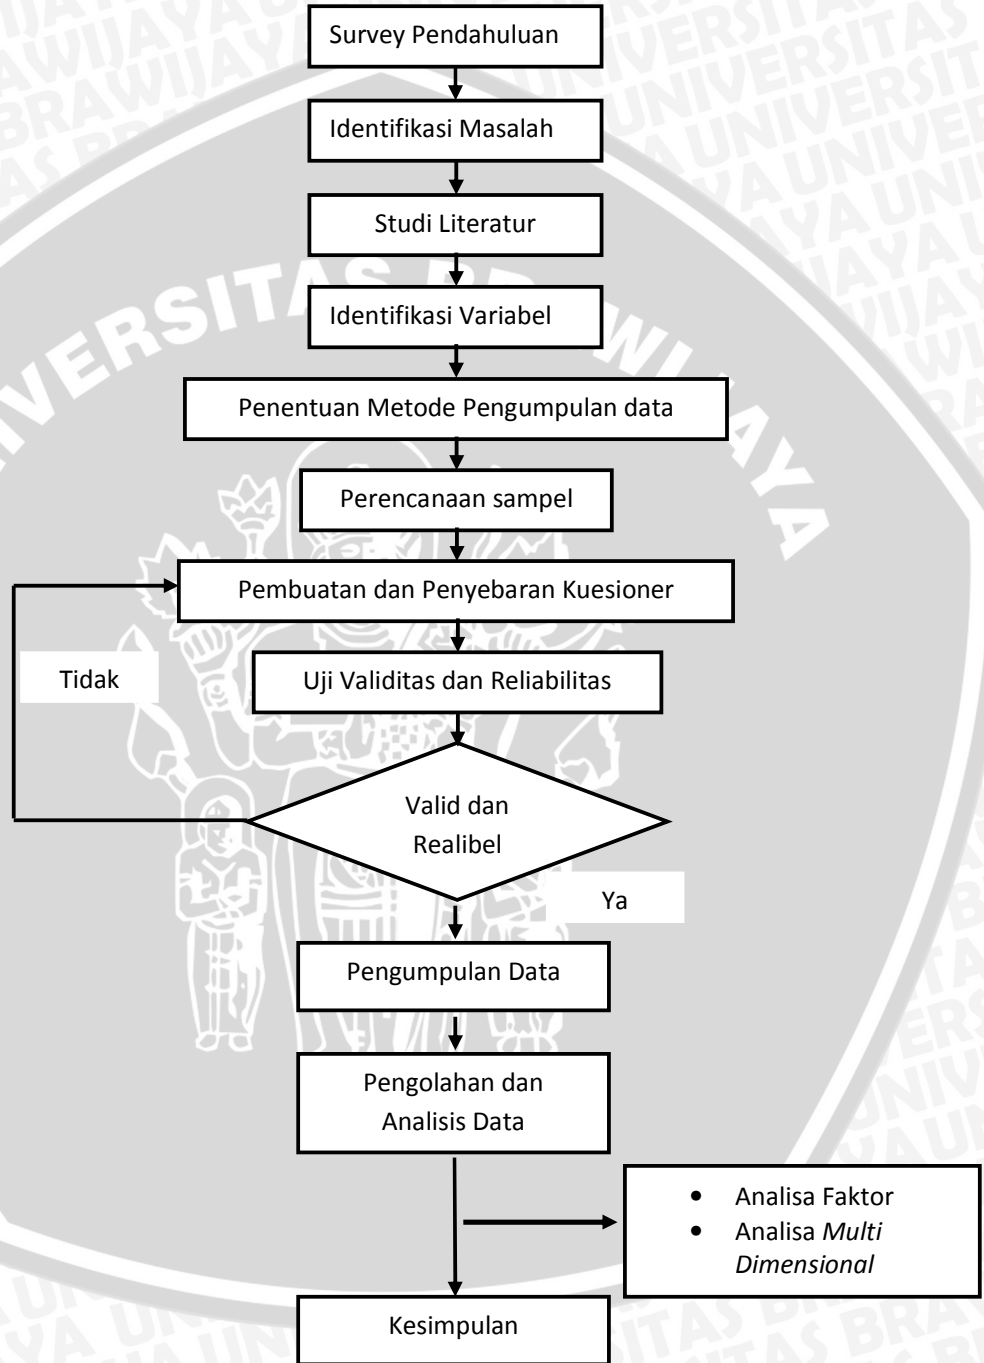 Survey Pendahuluan
Identifikasi Masalah
Studi Literatur
Identifikasi Variabel
Penentuan Metode Pengumpulan data
Perencanaan sampel
Pembuatan dan Penyebaran Kuesioner
Uji Validitas dan Reliabilitas
Tidak
Valid dan
Realibel
Ya
Pengumpulan Data
Pengolahan dan
Analisis Data
• Analisa Faktor
• Analisa Multi
Dimensional
Kesimpulan